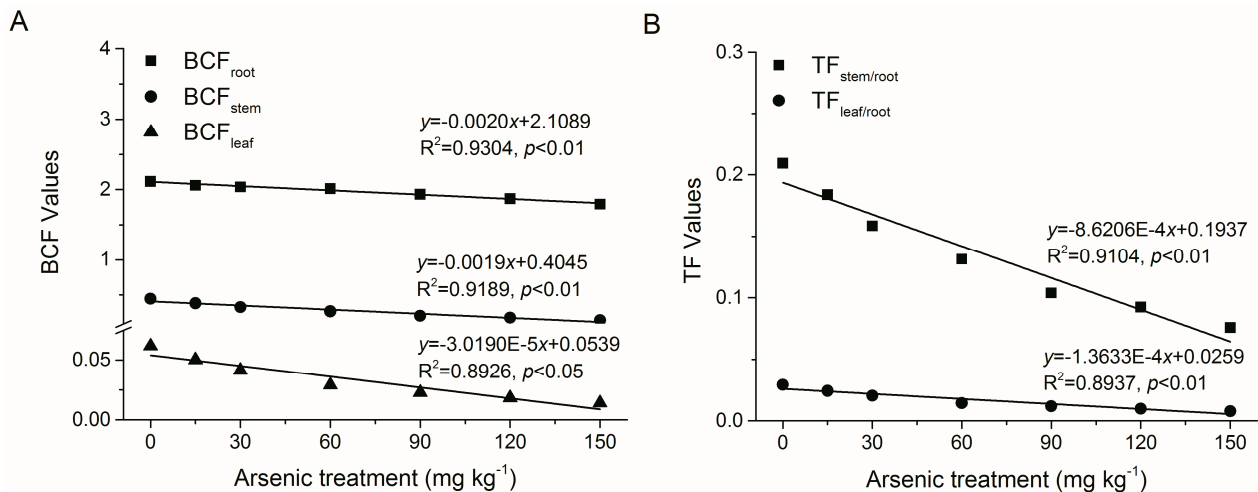 A
BCF Values
4
3
2
1
0.05
0.00
BCFroot
BCFstem
BCFleaf
y=-0.0020x+2.1089
R²=0.9304, p<0.01
y=-0.0019x+0.4045
R²=0.9189, p<0.01
y=-3.0190E-5x+0.0539
R²=0.8926, p<0.05
0 30 60 90 120 150
Arsenic treatment (mg kg⁻¹)
B
TF Values
0.3
0.2
0.1
0.0
TFstem/root
TFleaf/root
y=-8.6206E-4x+0.1937
R²=0.9104, p<0.01
y=-1.3633E-4x+0.0259
R²=0.8937, p<0.01
0 30 60 90 120 150
Arsenic treatment (mg kg⁻¹)